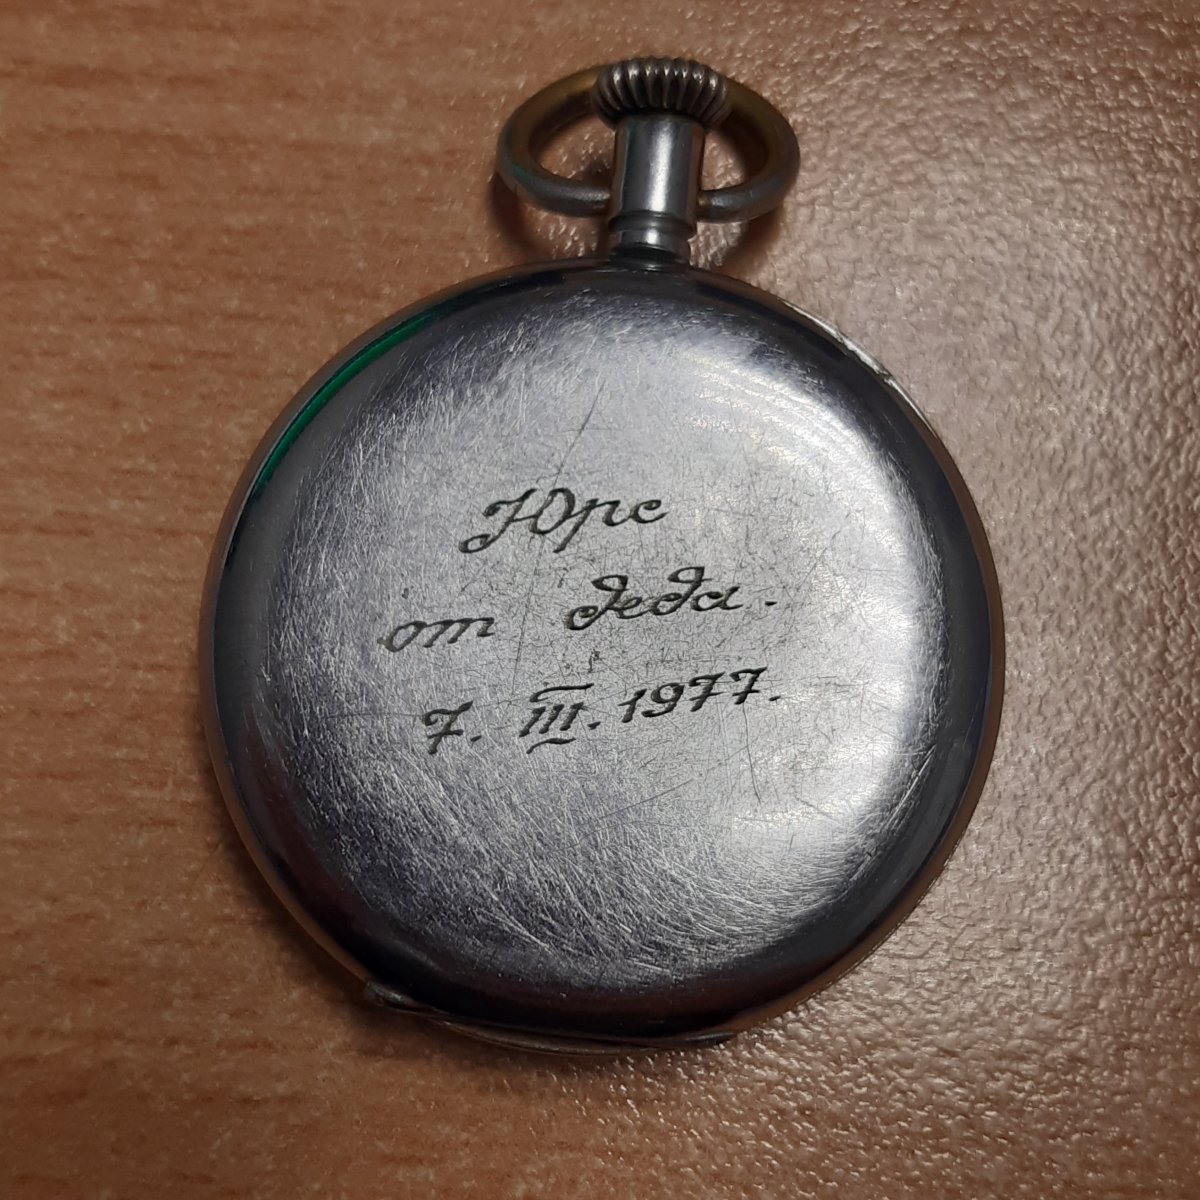 Юре
от деда.
7. III. 1977.